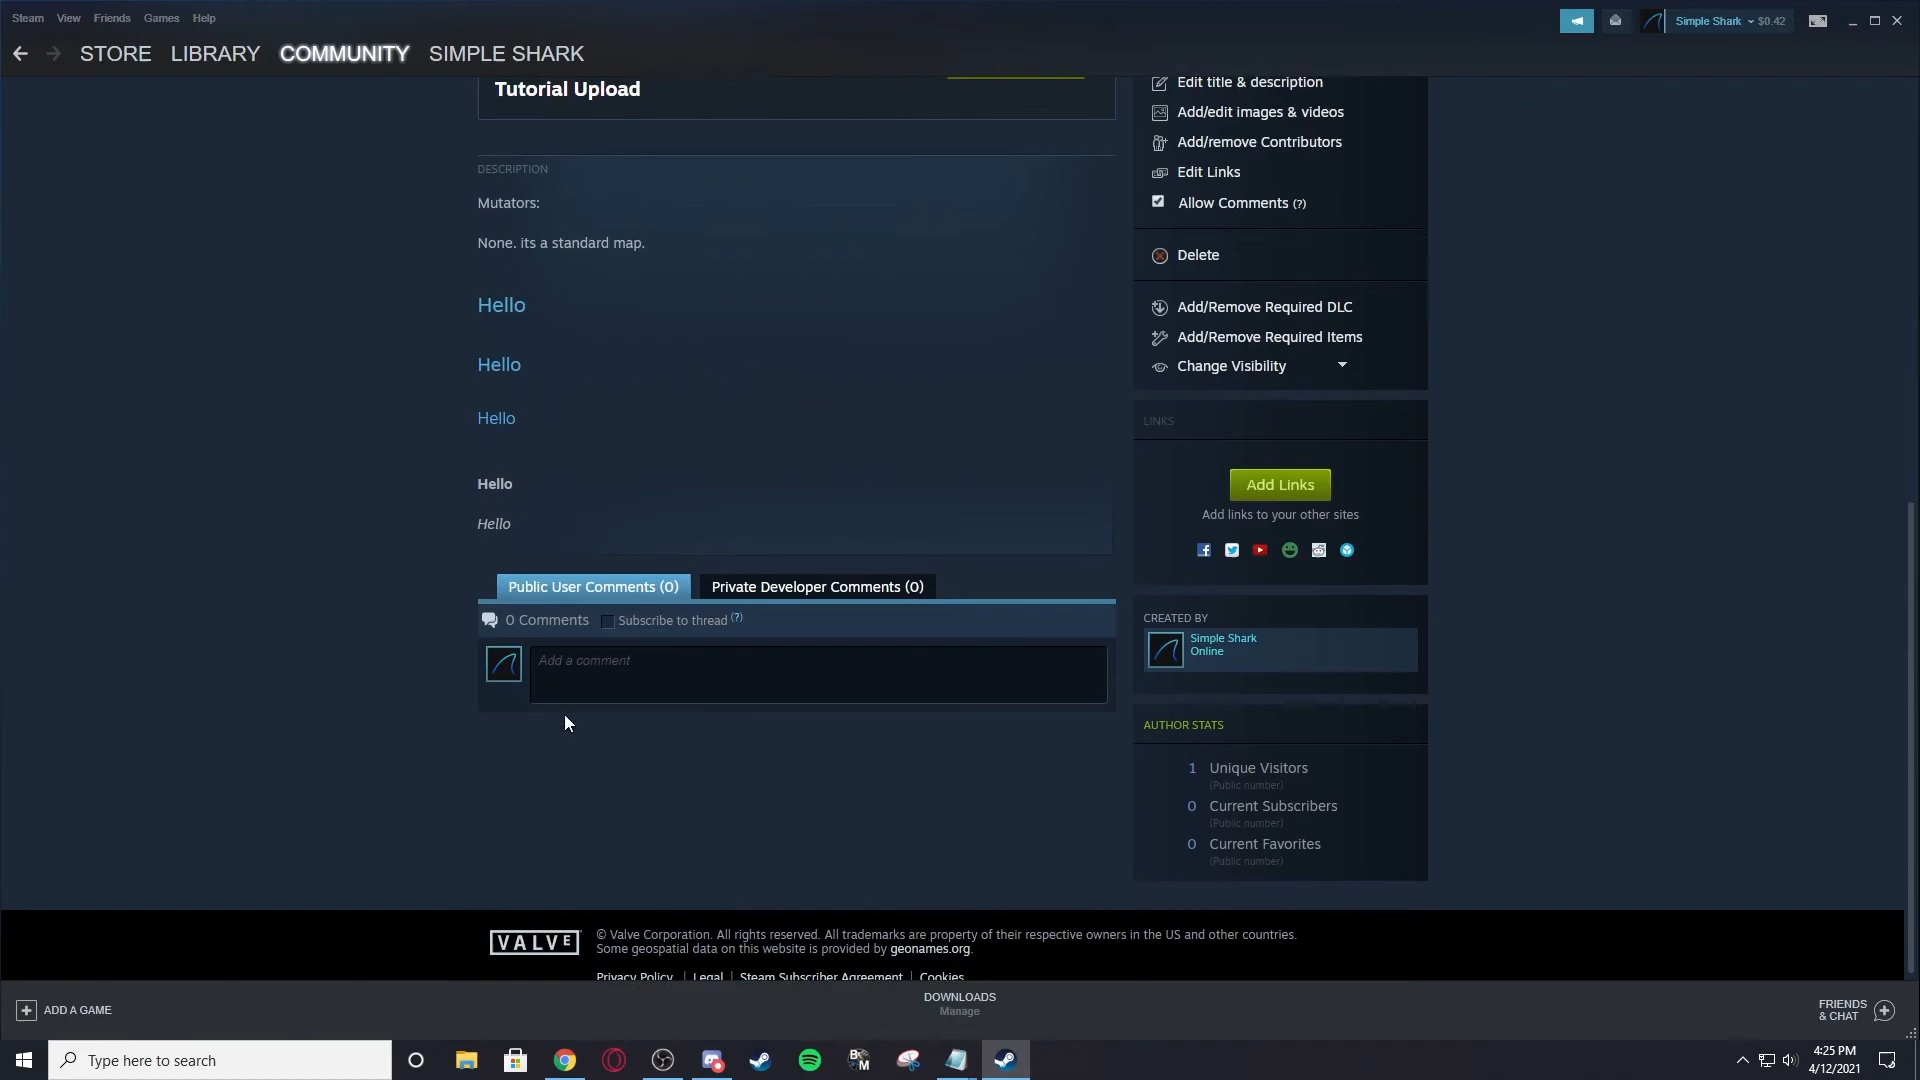 Steam View Friends Games Help
Simple Shark $0.42
STORE LIBRARY COMMUNITY SIMPLE SHARK
Tutorial Upload
DESCRIPTION
Mutators:
None. its a standard map.
Hello
Hello
Hello
Hello
Hello
Public User Comments (0) Private Developer Comments (0)
0 Comments Subscribe to thread (?)
Add a comment
Edit title & description
Add/edit images & videos
Add/remove Contributors
Edit Links
Allow Comments (?)
Delete
Add/Remove Required DLC
Add/Remove Required Items
Change Visibility
LINKS
Add Links
Add links to your other sites
CREATED BY
Simple Shark
Online
AUTHOR STATS
1 Unique Visitors
(Public number)
0 Current Subscribers
(Public number)
0 Current Favorites
(Public number)
VALVE
© Valve Corporation. All rights reserved. All trademarks are property of their respective owners in the US and other countries.
Some geospatial data on this website is provided by geonames.org.
Privacy Policy | Legal | Steam Subscriber Agreement | Cookies
ADD A GAME
DOWNLOADS
Manage
FRIENDS
& CHAT
Type here to search
B
M
4:25 PM
4/12/2021